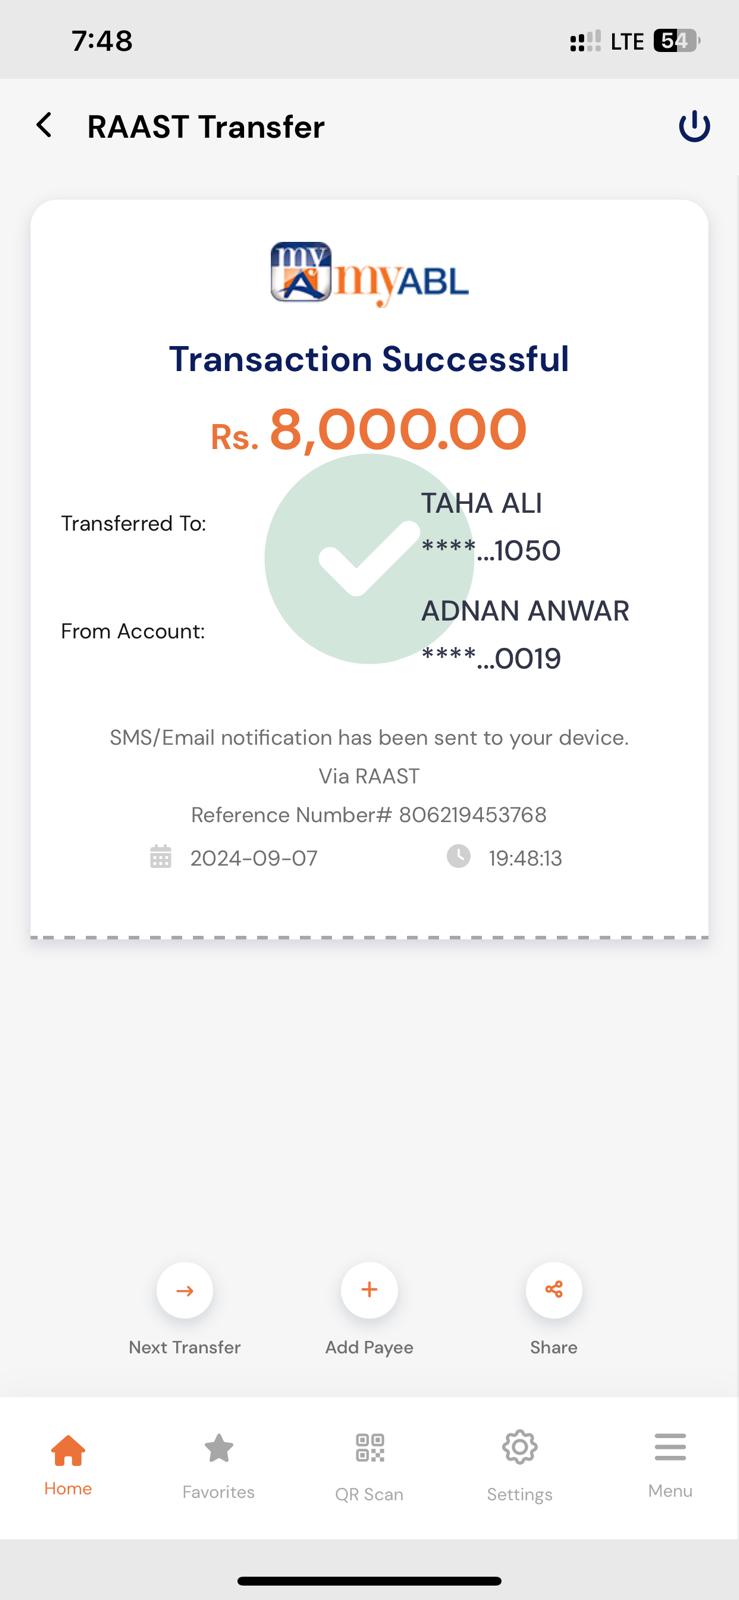 7:48 LTE 54
RAAST Transfer
my A myABL
Transaction Successful
Rs. 8,000.00
Transferred To:
TAHA ALI
****...1050
From Account:
ADNAN ANWAR
****...0019
SMS/Email notification has been sent to your device.
Via RAAST
Reference Number# 806219453768
2024-09-07 19:48:13
Next Transfer Add Payee Share
Home Favorites QR Scan Settings Menu